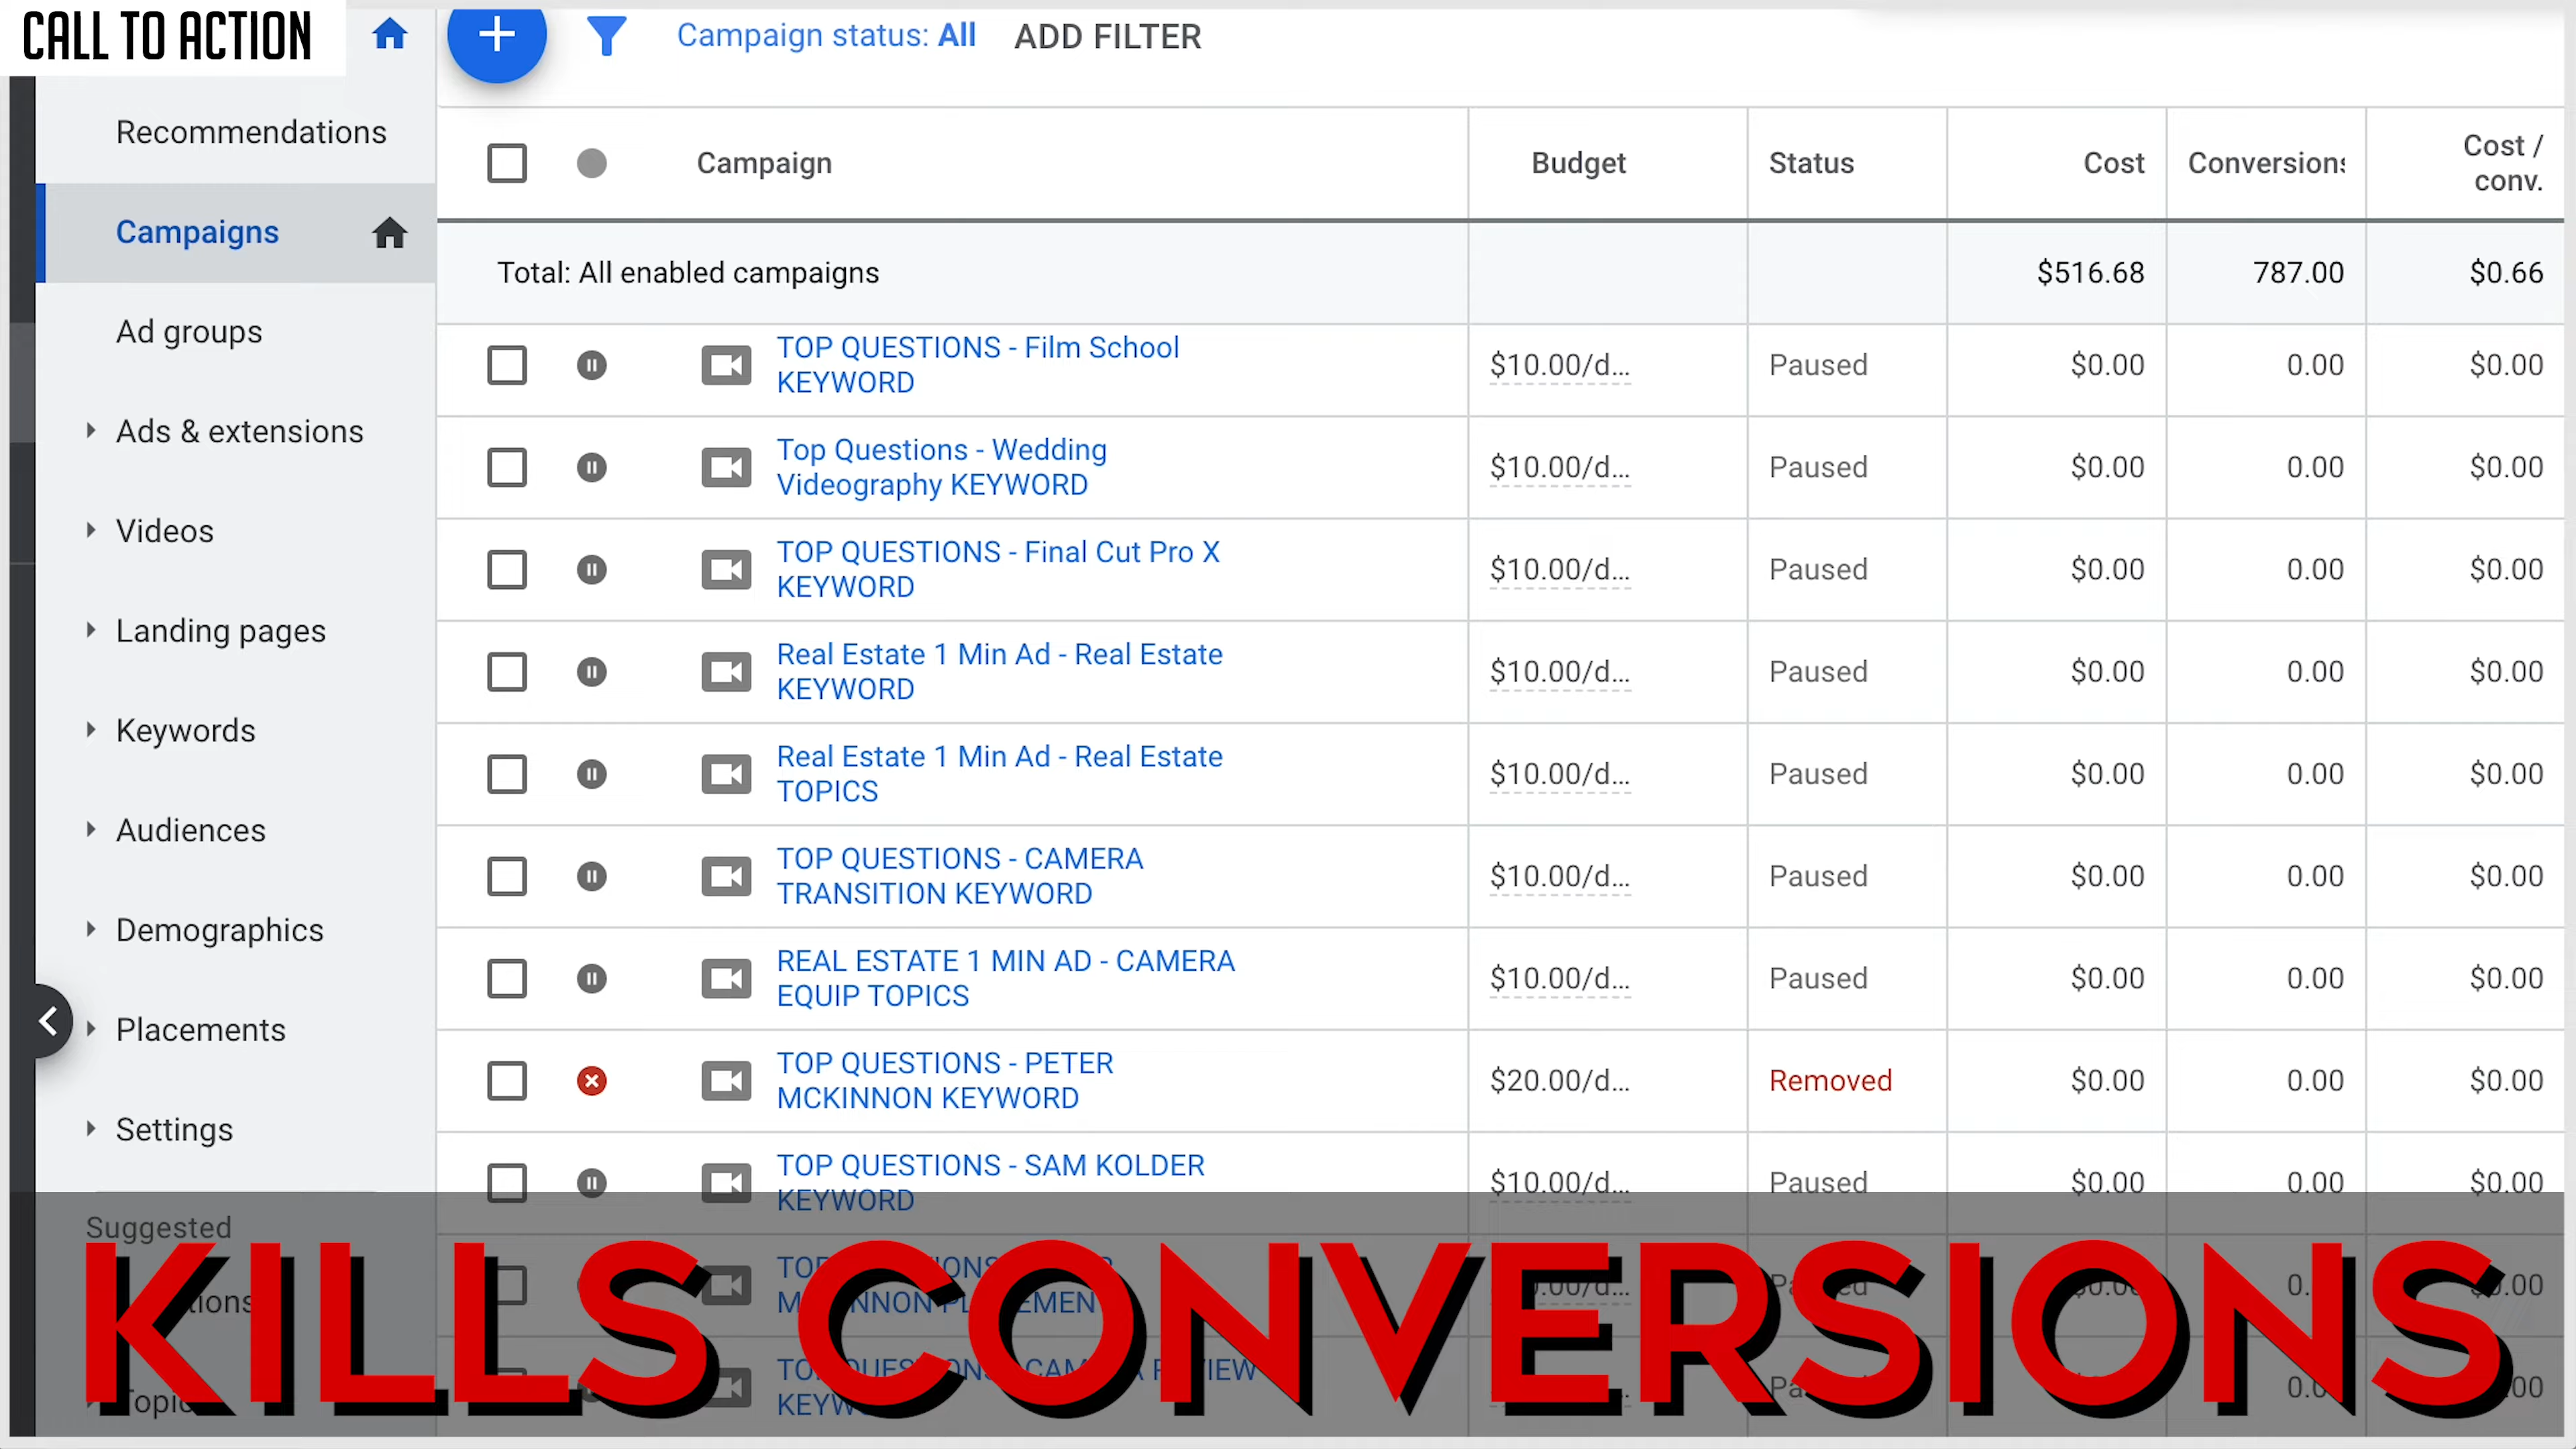 CALL TO ACTION
Campaign status: All ADD FILTER
Recommendations
Campaigns
Ad groups
Ads & extensions
Videos
Landing pages
Keywords
Audiences
Demographics
Placements
Settings
Suggested
Campaign Budget Status Cost Conversions Cost / conv.
Total: All enabled campaigns $516.68 787.00 $0.66
TOP QUESTIONS - Film School
KEYWORD
$10.00/d... Paused $0.00 0.00 $0.00
Top Questions - Wedding
Videography KEYWORD
$10.00/d... Paused $0.00 0.00 $0.00
TOP QUESTIONS - Final Cut Pro X
KEYWORD
$10.00/d... Paused $0.00 0.00 $0.00
Real Estate 1 Min Ad - Real Estate
KEYWORD
$10.00/d... Paused $0.00 0.00 $0.00
Real Estate 1 Min Ad - Real Estate
TOPICS
$10.00/d... Paused $0.00 0.00 $0.00
TOP QUESTIONS - CAMERA
TRANSITION KEYWORD
$10.00/d... Paused $0.00 0.00 $0.00
REAL ESTATE 1 MIN AD - CAMERA
EQUIP TOPICS
$10.00/d... Paused $0.00 0.00 $0.00
TOP QUESTIONS - PETER
MCKINNON KEYWORD
$20.00/d... Removed $0.00 0.00 $0.00
TOP QUESTIONS - SAM KOLDER
KEYWORD
$10.00/d... Paused $0.00 0.00 $0.00
KILLS CONVERSIONS